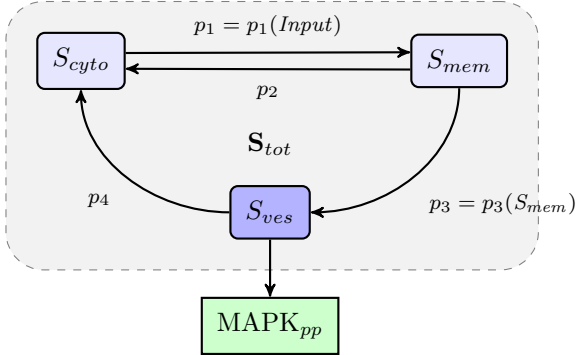 p₁ = p₁(Input)
S_cyto
S_mem
p₂
S_tot
p₄
S_ves
p₃ = p₃(S_mem)
MAPK_pp